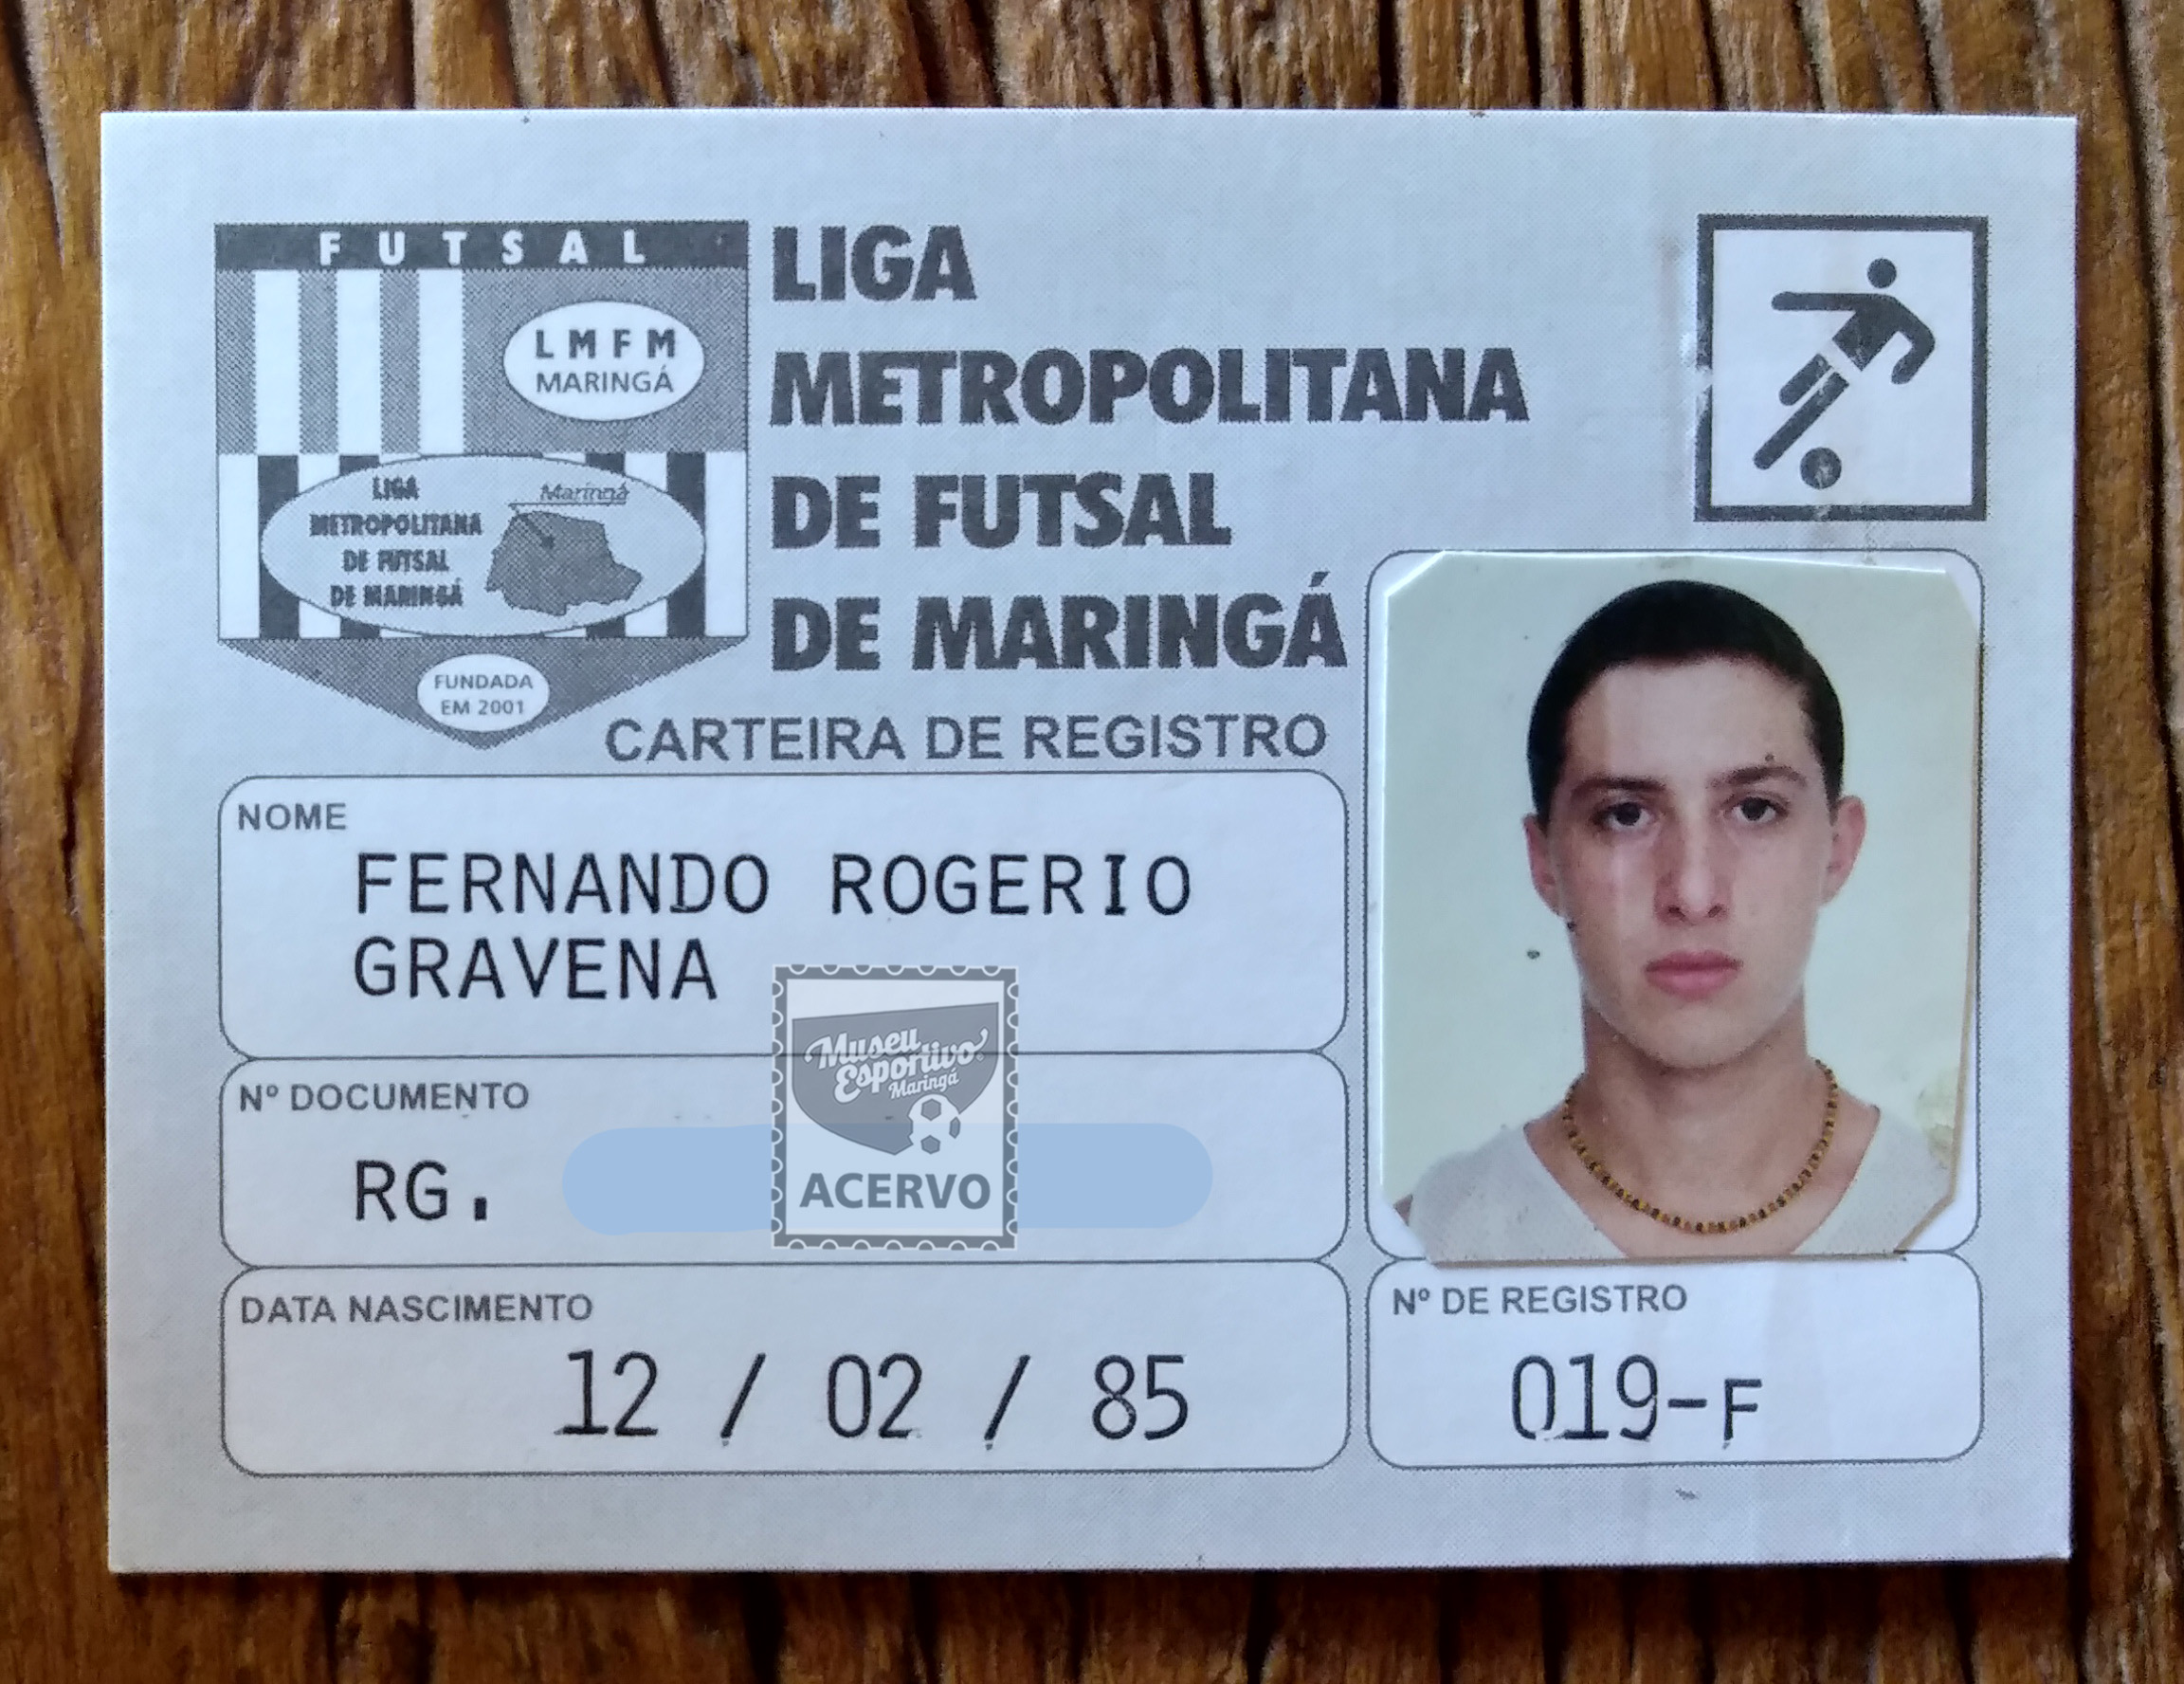 FUTSAL
LMFM
MARINGÁ
LIGA
METROPOLITANA
DE FUTSAL
DE MARINGÁ
Maringá
FUNDADA
EM 2001
LIGA
METROPOLITANA
DE FUTSAL
DE MARINGÁ
CARTEIRA DE REGISTRO
NOME
FERNANDO ROGERIO
GRAVENA
Nº DOCUMENTO
RG.
Museu
Esportivo
Maringá
ACERVO
DATA NASCIMENTO
12 / 02 / 85
Nº DE REGISTRO
019-F